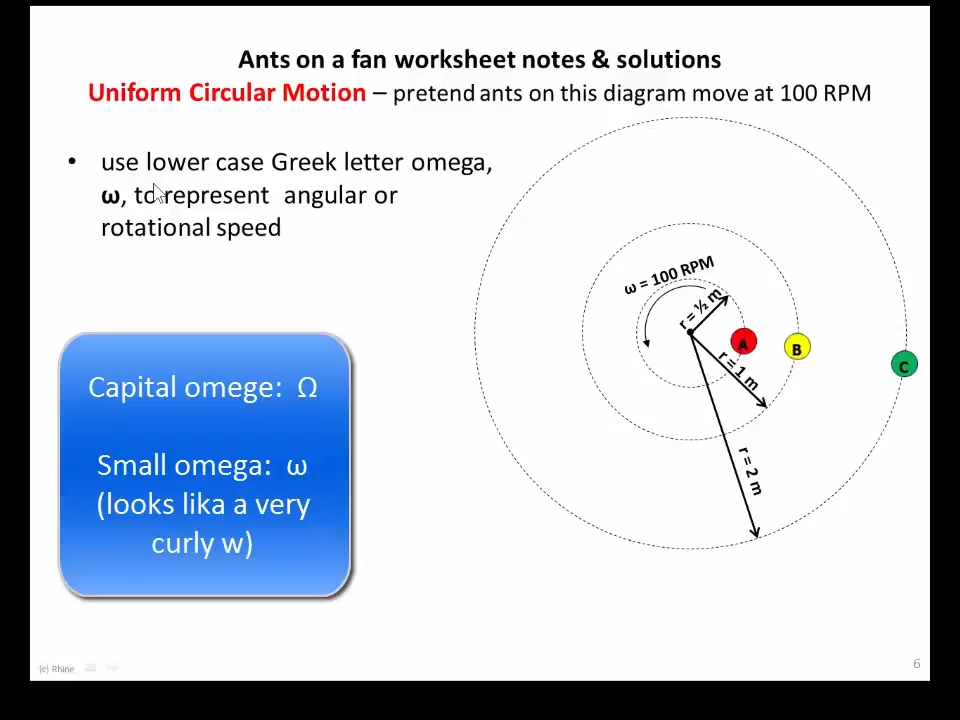 Ants on a fan worksheet notes & solutions
Uniform Circular Motion – pretend ants on this diagram move at 100 RPM
• use lower case Greek letter omega,
ω, to represent angular or
rotational speed
ω = 100 RPM
r = ½ m
A
B
r = 1 m
C
r = 2 m
Capital omege: Ω
Small omega: ω
(looks lika a very
curly w)
(c) Rhine
6